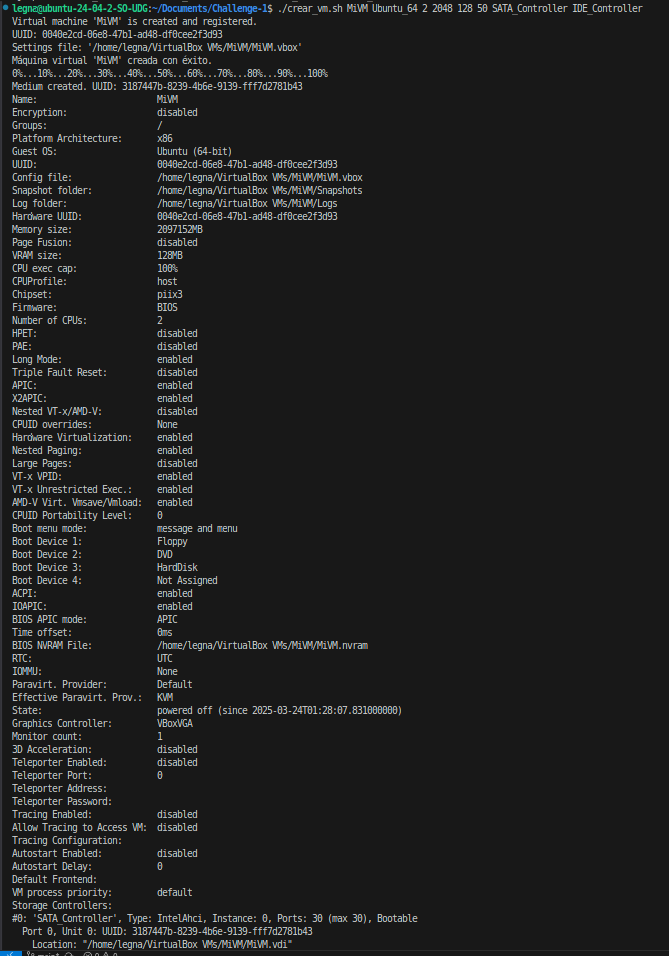 legna@ubuntu-24-04-2-SO-UDG:~/Documents/Challenge-1$ ./crear_vm.sh MiVM Ubuntu_64 2 2048 128 50 SATA_Controller IDE_Controller
Virtual machine 'MiVM' is created and registered.
UUID: 0040e2cd-06e8-47b1-ad48-df0cee2f3d93
Settings file: '/home/legna/VirtualBox VMs/MiVM/MiVM.vbox'
Máquina virtual 'MiVM' creada con éxito.
0%...10%...20%...30%...40%...50%...60%...70%...80%...90%...100%
Medium created. UUID: 3187447b-8239-4b6e-9139-fff7d2781b43
Name: MiVM
Encryption: disabled
Groups: /
Platform Architecture: x86
Guest OS: Ubuntu (64-bit)
UUID: 0040e2cd-06e8-47b1-ad48-df0cee2f3d93
Config file: /home/legna/VirtualBox VMs/MiVM/MiVM.vbox
Snapshot folder: /home/legna/VirtualBox VMs/MiVM/Snapshots
Log folder: /home/legna/VirtualBox VMs/MiVM/Logs
Hardware UUID: 0040e2cd-06e8-47b1-ad48-df0cee2f3d93
Memory size: 2097152MB
Page Fusion: disabled
VRAM size: 128MB
CPU exec cap: 100%
CPUProfile: host
Chipset: piix3
Firmware: BIOS
Number of CPUs: 2
HPET: disabled
PAE: disabled
Long Mode: enabled
Triple Fault Reset: disabled
APIC: enabled
X2APIC: enabled
Nested VT-x/AMD-V: disabled
CPUID overrides: None
Hardware Virtualization: enabled
Nested Paging: enabled
Large Pages: disabled
VT-x VPID: enabled
VT-x Unrestricted Exec.: enabled
AMD-V Virt. Vmsave/Vmload: enabled
CPUID Portability Level: 0
Boot menu mode: message and menu
Boot Device 1: Floppy
Boot Device 2: DVD
Boot Device 3: HardDisk
Boot Device 4: Not Assigned
ACPI: enabled
IOAPIC: enabled
BIOS APIC mode: APIC
Time offset: 0ms
BIOS NVRAM File: /home/legna/VirtualBox VMs/MiVM/MiVM.nvram
RTC: UTC
IOMMU: None
Paravirt. Provider: Default
Effective Paravirt. Prov.: KVM
State: powered off (since 2025-03-24T01:28:07.831000000)
Graphics Controller: VBoxVGA
Monitor count: 1
3D Acceleration: disabled
Teleporter Enabled: disabled
Teleporter Port: 0
Teleporter Address:
Teleporter Password:
Tracing Enabled: disabled
Allow Tracing to Access VM: disabled
Tracing Configuration:
Autostart Enabled: disabled
Autostart Delay: 0
Default Frontend:
VM process priority: default
Storage Controllers:
#0: 'SATA_Controller', Type: IntelAhci, Instance: 0, Ports: 30 (max 30), Bootable
Port 0, Unit 0: UUID: 3187447b-8239-4b6e-9139-fff7d2781b43
Location: "/home/legna/VirtualBox VMs/MiVM/MiVM.vdi"